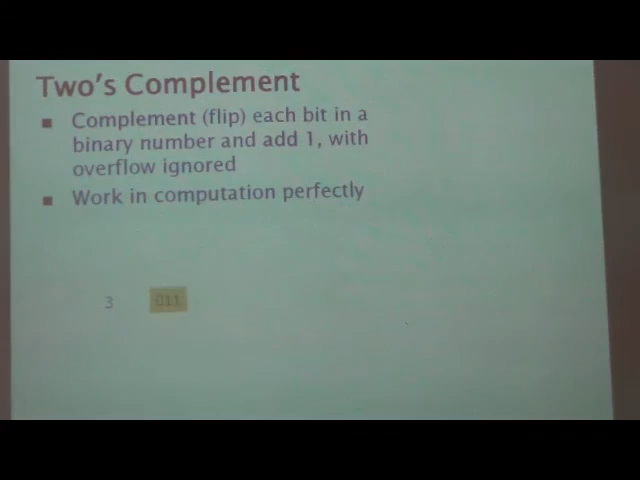 Two's Complement
Complement (flip) each bit in a
binary number and add 1, with
overflow ignored
Work in computation perfectly
3 011